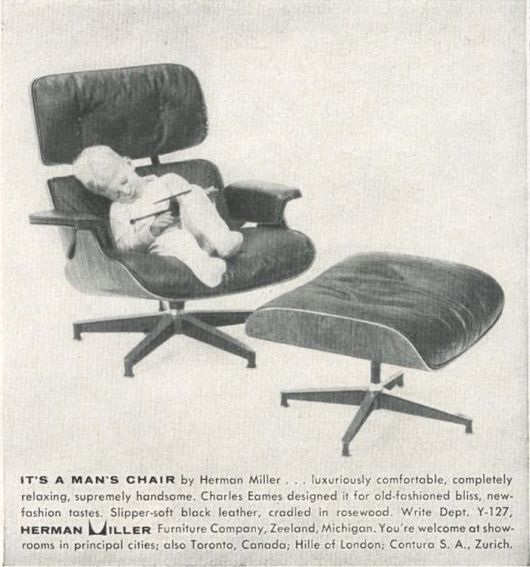 IT'S A MAN'S CHAIR by Herman Miller . . . luxuriously comfortable, completely
relaxing, supremely handsome. Charles Eames designed it for old-fashioned bliss, new-
fashion tastes. Slipper-soft black leather, cradled in rosewood. Write Dept. Y-127,
HERMAN MILLER Furniture Company, Zeeland, Michigan. You're welcome at show-
rooms in principal cities; also Toronto, Canada; Hille of London; Contura S. A., Zurich.